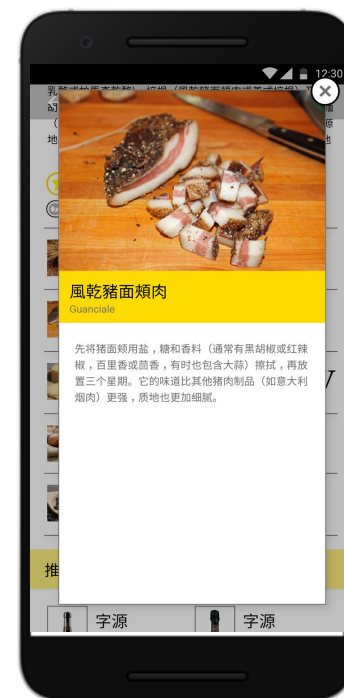 12:30
風乾豬面頰肉
Guanciale
先将猪面颊用盐，糖和香料（通常有黑胡椒或红辣
椒，百里香或茴香，有时也包含大蒜）擦拭，再放
置三个星期。它的味道比其他猪肉制品（如意大利
烟肉）更强，质地也更加细腻。
推
字源
字源